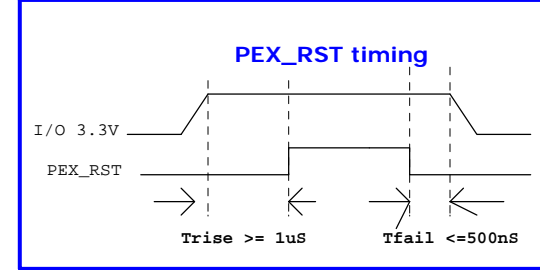 PEX_RST timing
I/O 3.3V
PEX_RST
Trise >= 1uS
Tfail <=500nS